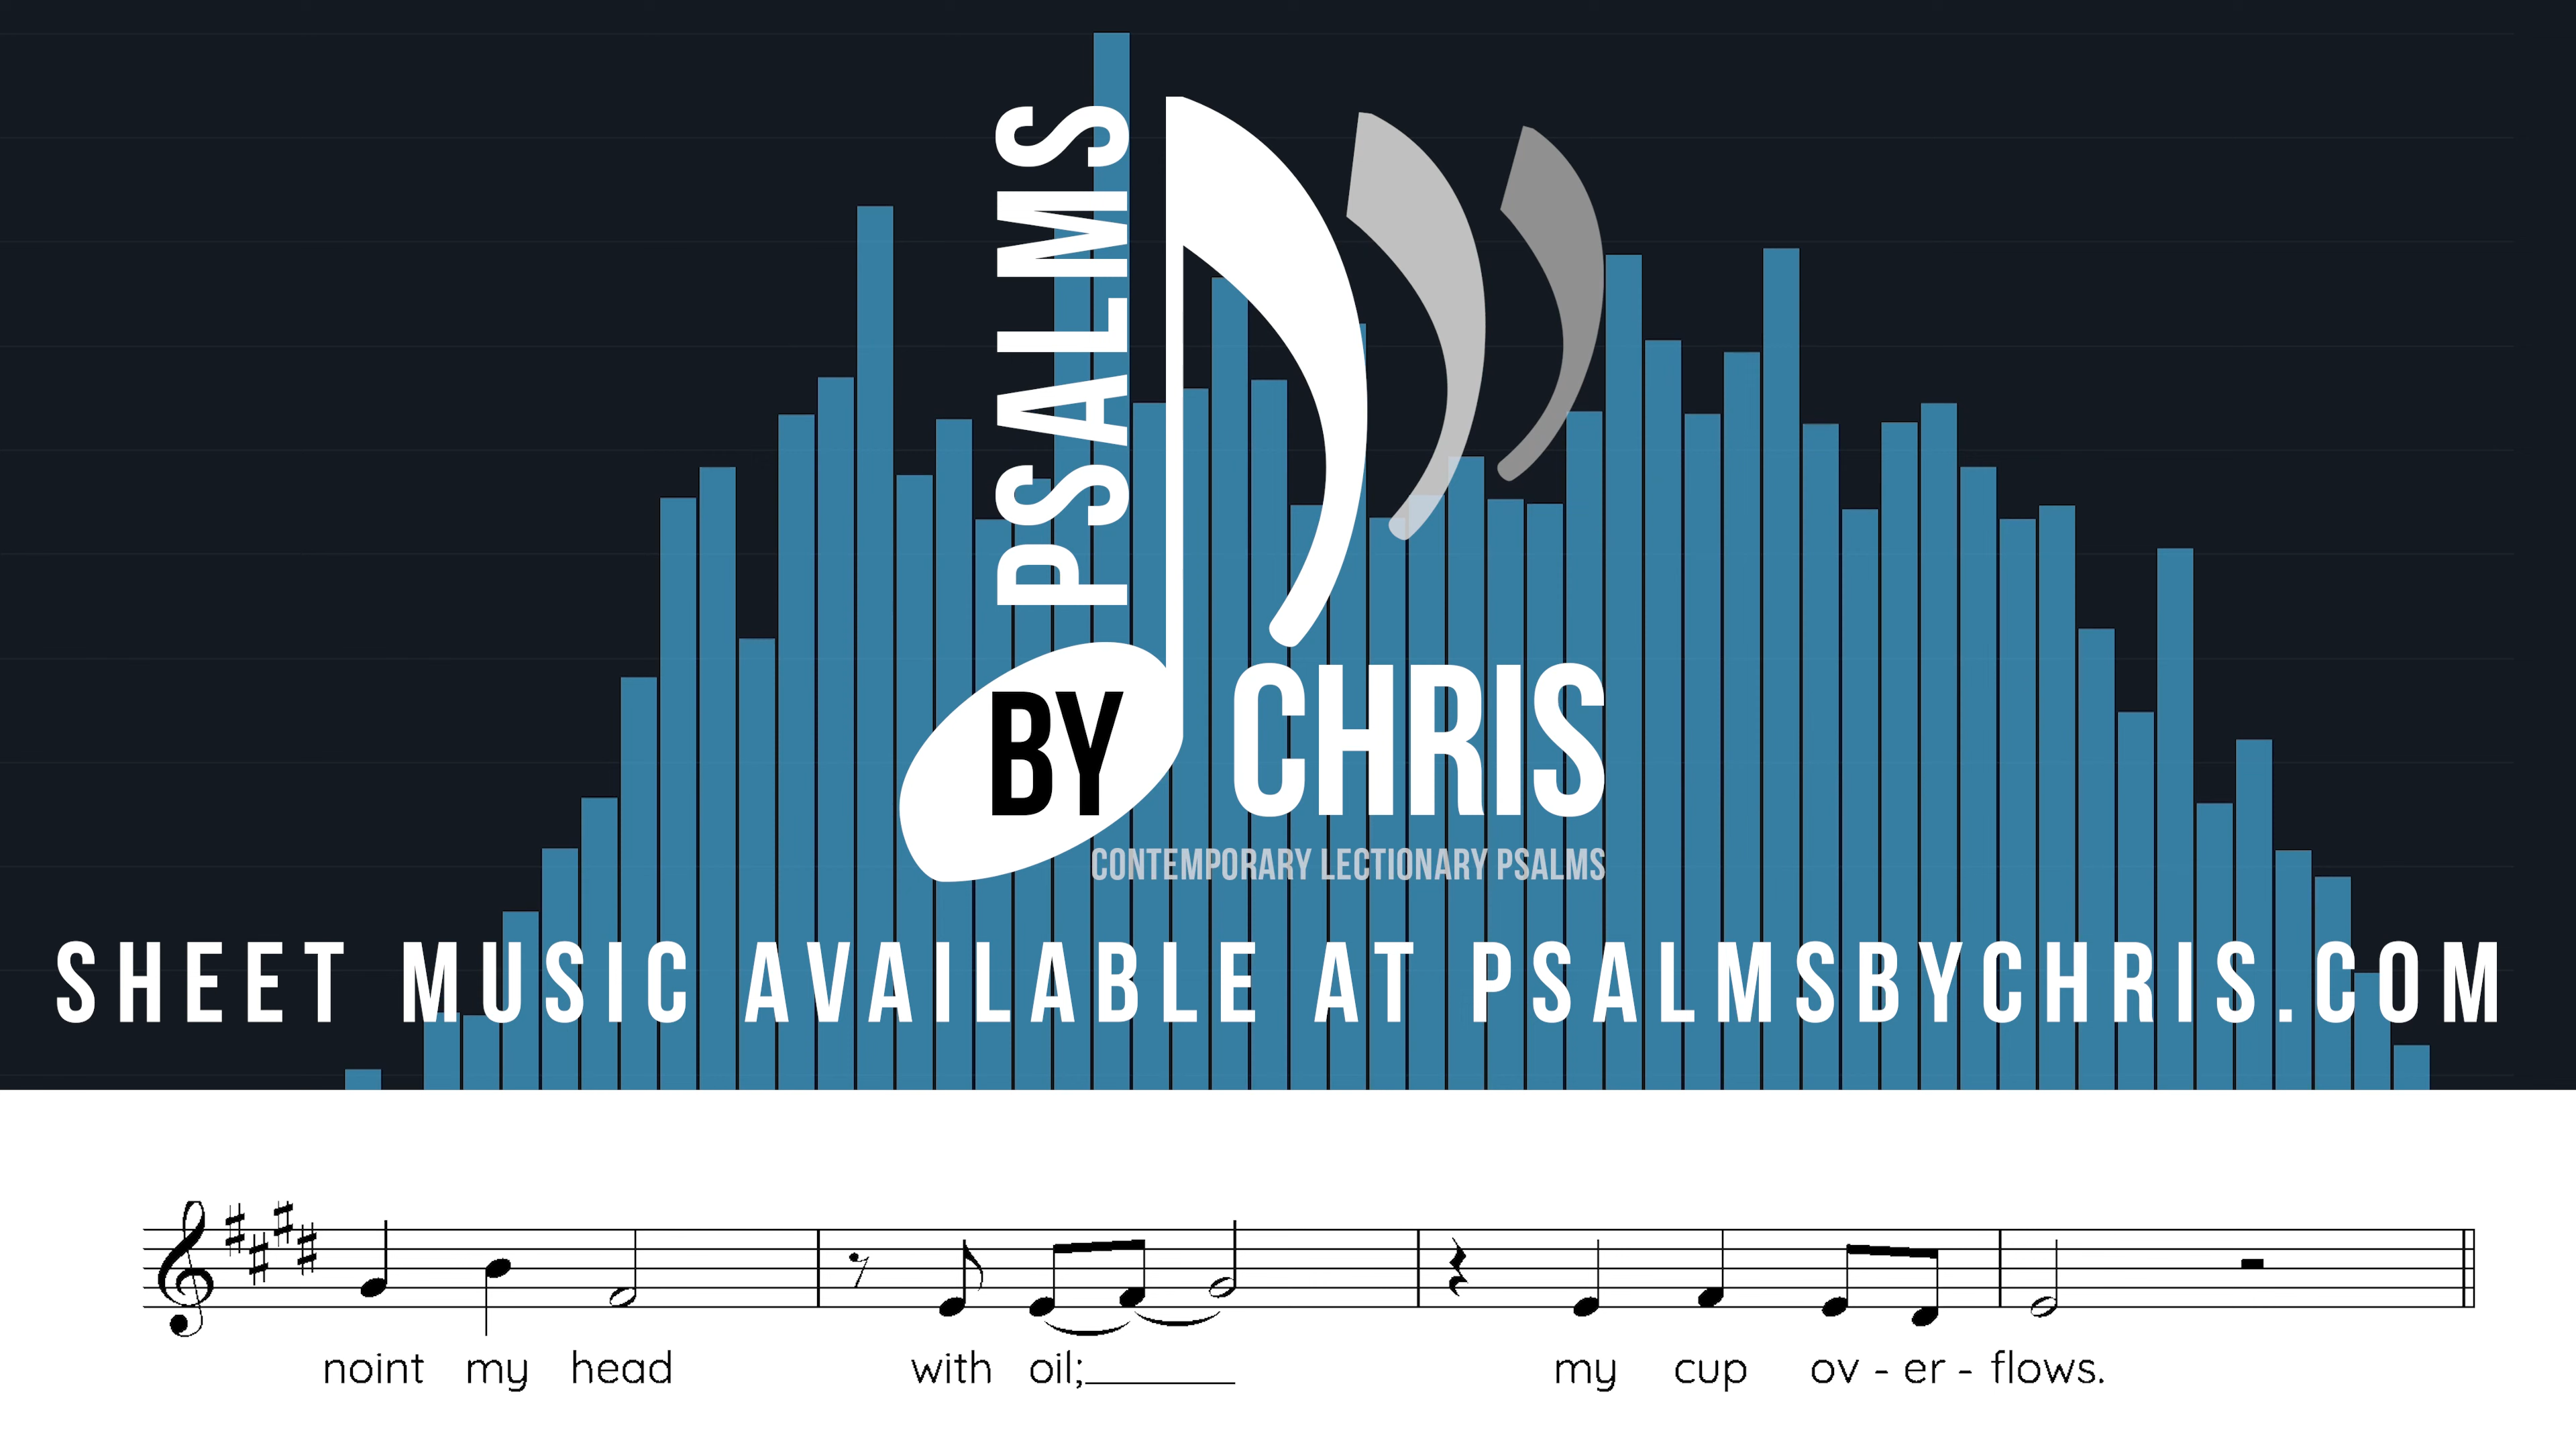 PSALMS
BY CHRIS
CONTEMPORARY LECTIONARY PSALMS
SHEET MUSIC AVAILABLE AT PSALMSBYCHRIS.COM
noint my head with oil;____ my cup ov - er - flows.